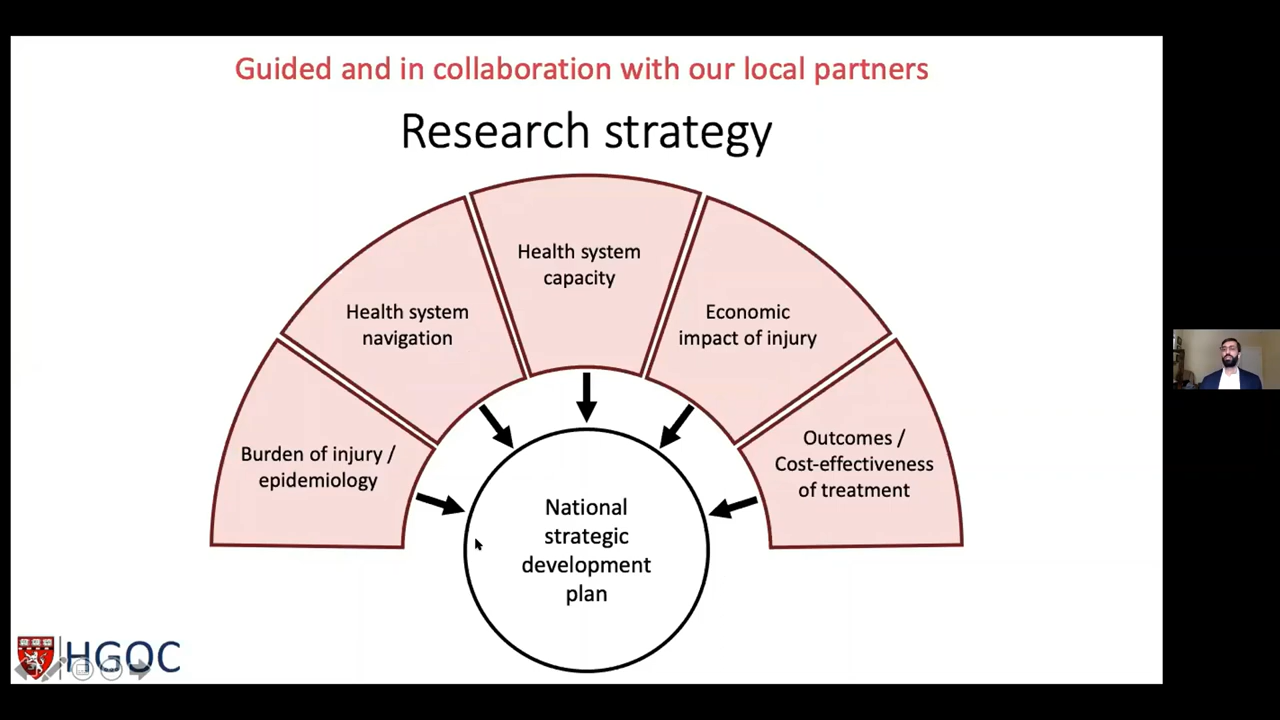 Guided and in collaboration with our local partners
Research strategy
Burden of injury /
epidemiology
Health system
navigation
Health system
capacity
Economic
impact of injury
Outcomes /
Cost-effectiveness
of treatment
National
strategic
development
plan
HGOC